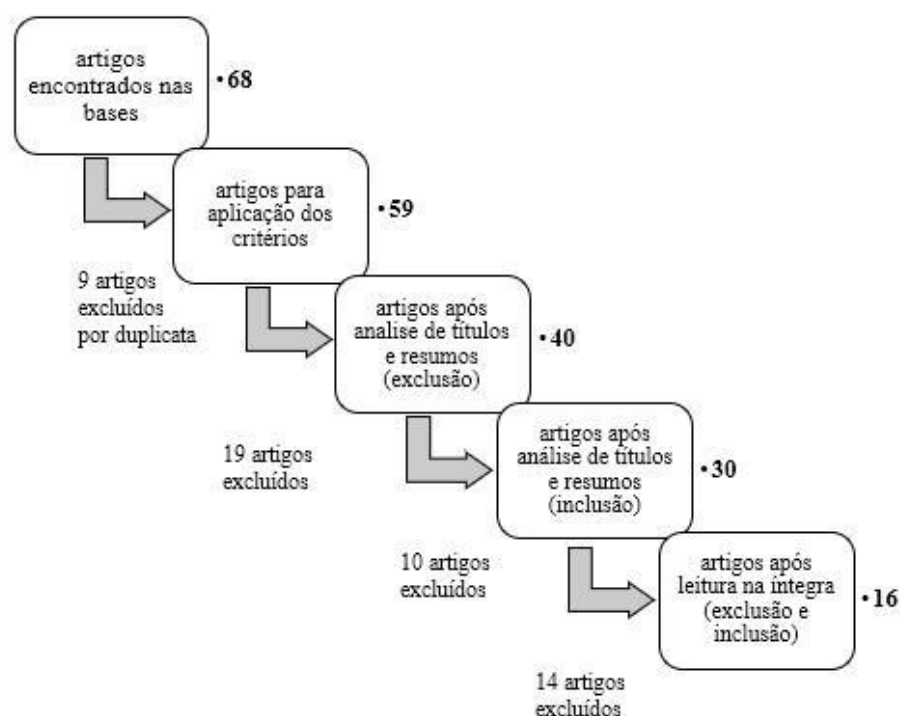 artigos
encontrados nas
bases
•68
artigos para
aplicação dos
critérios
•59
9 artigos
excluídos
por duplicata
artigos após
analise de títulos
e resumos
(exclusão)
•40
19 artigos
excluídos
artigos após
análise de títulos
e resumos
(inclusão)
•30
10 artigos
excluídos
artigos após
leitura na íntegra
(exclusão e
inclusão)
•16
14 artigos
excluídos